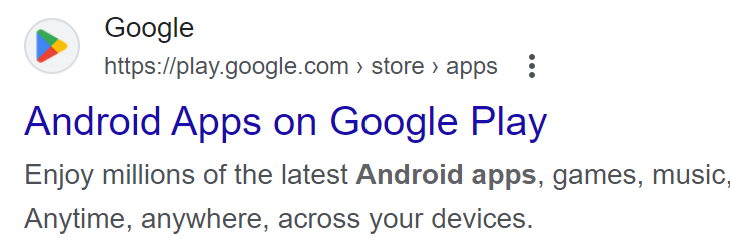 Google
https://play.google.com › store › apps
Android Apps on Google Play
Enjoy millions of the latest Android apps, games, music,
Anytime, anywhere, across your devices.